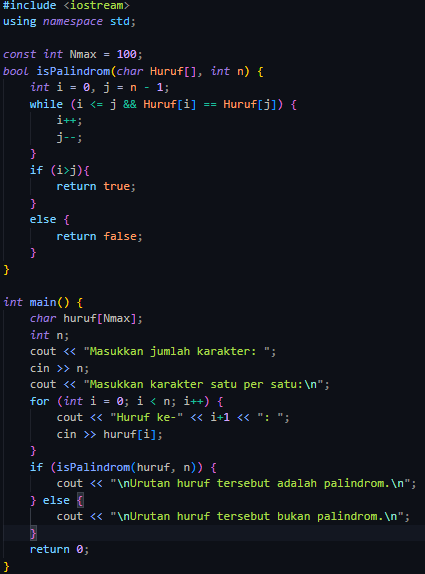 #include <iostream>
using namespace std;

const int Nmax = 100;
bool isPalindrom(char Huruf[], int n) {
    int i = 0, j = n - 1;
    while (i <= j && Huruf[i] == Huruf[j]) {
        i++;
        j--;
    }
    if (i>j){
        return true;
    }
    else {
        return false;
    }
}

int main() {
    char huruf[Nmax];
    int n;
    cout << "Masukkan jumlah karakter: ";
    cin >> n;
    cout << "Masukkan karakter satu per satu:\n";
    for (int i = 0; i < n; i++) {
        cout << "Huruf ke-" << i+1 << ": ";
        cin >> huruf[i];
    }
    if (isPalindrom(huruf, n)) {
        cout << "\nUrutan huruf tersebut adalah palindrom.\n";
    } else {
        cout << "\nUrutan huruf tersebut bukan palindrom.\n";
    }
    return 0;
}